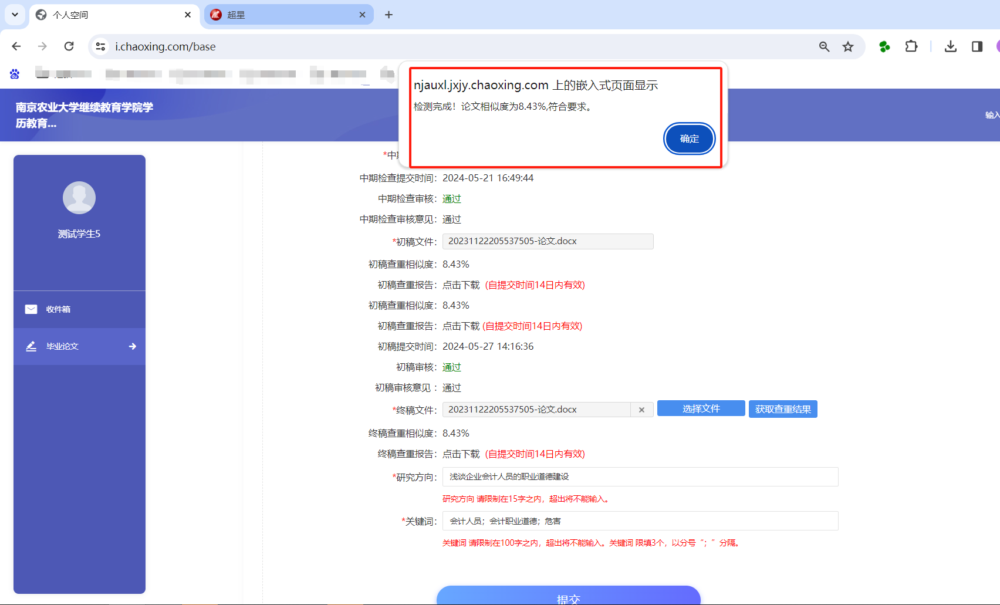 个人空间
超星
i.chaoxing.com/base
du
njauxl.jxjy.chaoxing.com 上的嵌入式页面显示
检测完成！论文相似度为8.43%,符合要求。
确定
南京农业大学继续教育学院学
历教育...
输入
测试学生5
收件箱
毕业论文
*中期
中期检查提交时间： 2024-05-21 16:49:44
中期检查审核： 通过
中期检查审核意见： 通过
*初稿文件： 20231122205537505-论文.docx
初稿查重相似度： 8.43%
初稿查重报告： 点击下载 (自提交时间14日内有效)
初稿查重相似度： 8.43%
初稿查重报告： 点击下载 (自提交时间14日内有效)
初稿提交时间： 2024-05-27 14:16:36
初稿审核： 通过
初稿审核意见 ： 通过
*终稿文件： 20231122205537505-论文.docx 选择文件 获取查重结果
终稿查重相似度： 8.43%
终稿查重报告： 点击下载 (自提交时间14日内有效)
*研究方向： 浅谈企业会计人员的职业道德建设
研究方向 请限制在15字之内，超出将不能输入。
*关键词： 会计人员；会计职业道德；危害
关键词 请限制在100字之内，超出将不能输入。关键词 限填3个，以分号“；”分隔。
提交